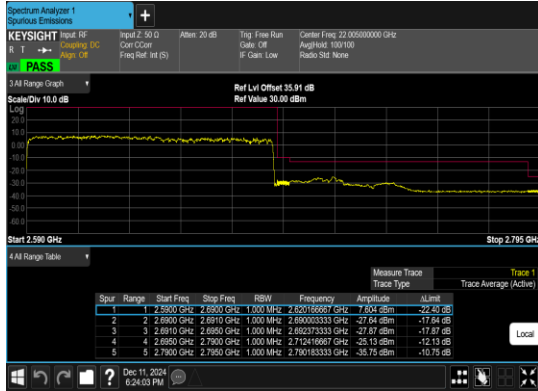 Spectrum Analyzer 1
Spurious Emissions
+
KEYSIGHT Input: RF Input Z: 50 Ω Atten: 20 dB Trig: Free Run Center Freq: 22.005000000 GHz
R T Coupling: DC Corr CCorr Gate: Off Avg|Hold: 100/100
Align: Off Freq Ref: Int (S) IF Gain: Low Radio Std: None
PASS
3 All Range Graph
Ref Lvl Offset 35.91 dB
Scale/Div 10.0 dB Ref Value 30.00 dBm
Log
20.0
10.0
0.00
-10.0
-20.0
-30.0
-40.0
-50.0
-60.0
Start 2.590 GHz Stop 2.795 GHz
4 All Range Table
Measure Trace Trace 1
Trace Type Trace Average (Active)
Spur Range Start Freq Stop Freq RBW Frequency Amplitude ΔLimit
1 1 2.5900 GHz 2.6900 GHz 1.000 MHz 2.620166667 GHz 7.604 dBm -22.40 dB
2 2 2.6900 GHz 2.6910 GHz 1.000 MHz 2.690003333 GHz -27.64 dBm -17.64 dB
3 3 2.6910 GHz 2.6950 GHz 1.000 MHz 2.692373333 GHz -27.87 dBm -17.87 dB
4 4 2.6950 GHz 2.7900 GHz 1.000 MHz 2.712416667 GHz -25.13 dBm -12.13 dB
5 5 2.7900 GHz 2.7950 GHz 1.000 MHz 2.790183333 GHz -35.75 dBm -10.75 dB
Local
? Dec 11, 2024
6:24:03 PM